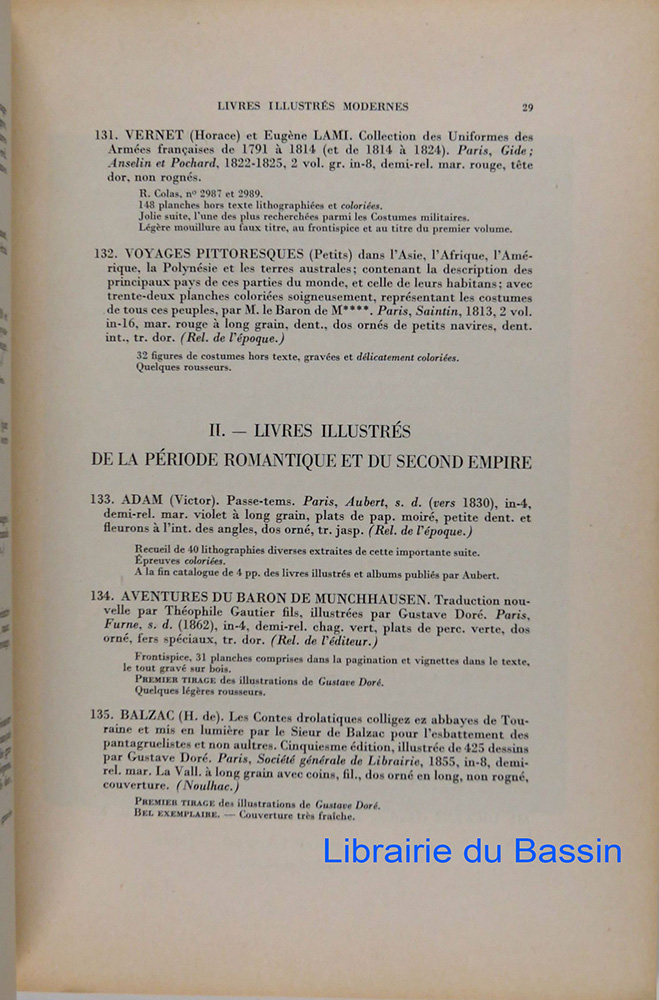 LIVRES ILLUSTRÉS MODERNES 29
131. VERNET (Horace) et Eugène LAMI. Collection des Uniformes des
Armées françaises de 1791 à 1814 (et de 1814 à 1824). Paris, Gide ;
Anselin et Pochard, 1822-1825, 2 vol. gr. in-8, demi-rel. mar. rouge, tête
dor, non rognés.
R. Colas, nº 2987 et 2989.
148 planches hors texte lithographiées et coloriées.
Jolie suite, l'une des plus recherchées parmi les Costumes militaires.
Légère mouillure au faux titre, au frontispice et au titre du premier volume.
132. VOYAGES PITTORESQUES (Petits) dans l'Asie, l'Afrique, l'Amé-
rique, la Polynésie et les terres australes ; contenant la description des
principaux pays de ces parties du monde, et celle de leurs habitans ; avec
trente-deux planches coloriées soigneusement, représentant les costumes
de tous ces peuples, par M. le Baron de M****. Paris, Saintin, 1813, 2 vol.
in-16, mar. rouge à long grain, dent., dos ornés de petits navires, dent.
int., tr. dor. (Rel. de l'époque.)
32 figures de costumes hors texte, gravées et délicatement coloriées.
Quelques rousseurs.
II. — LIVRES ILLUSTRÉS
DE LA PÉRIODE ROMANTIQUE ET DU SECOND EMPIRE
133. ADAM (Victor). Passe-tems. Paris, Aubert, s. d. (vers 1830), in-4,
demi-rel. mar. violet à long grain, plats de pap. moiré, petite dent. et
fleurons à l'int. des angles, dos orné, tr. jasp. (Rel. de l'époque.)
Recueil de 40 lithographies diverses extraites de cette importante suite.
Épreuves coloriées.
A la fin catalogue de 4 pp. des livres illustrés et albums publiés par Aubert.
134. AVENTURES DU BARON DE MUNCHHAUSEN. Traduction nou-
velle par Théophile Gautier fils, illustrées par Gustave Doré. Paris,
Furne, s. d. (1862), in-4, demi-rel. chag. vert, plats de perc. verte, dos
orné, fers spéciaux, tr. dor. (Rel. de l'éditeur.)
Frontispice, 31 planches comprises dans la pagination et vignettes dans le texte,
le tout gravé sur bois.
PREMIER TIRAGE des illustrations de Gustave Doré.
Quelques légères rousseurs.
135. BALZAC (H. de). Les Contes drolatiques colligez ez abbayes de Tou-
raine et mis en lumière par le Sieur de Balzac pour l'esbattement des
pantagruelistes et non aultres. Cinquiesme édition, illustrée de 425 dessins
par Gustave Doré. Paris, Société générale de Librairie, 1855, in-8, demi-
rel. mar. La Vall. à long grain avec coins, fil., dos orné en long, non rogné,
couverture. (Noulhac.)
PREMIER TIRAGE des illustrations de Gustave Doré.
BEL EXEMPLAIRE. — Couverture très fraîche.
Librairie du Bassin